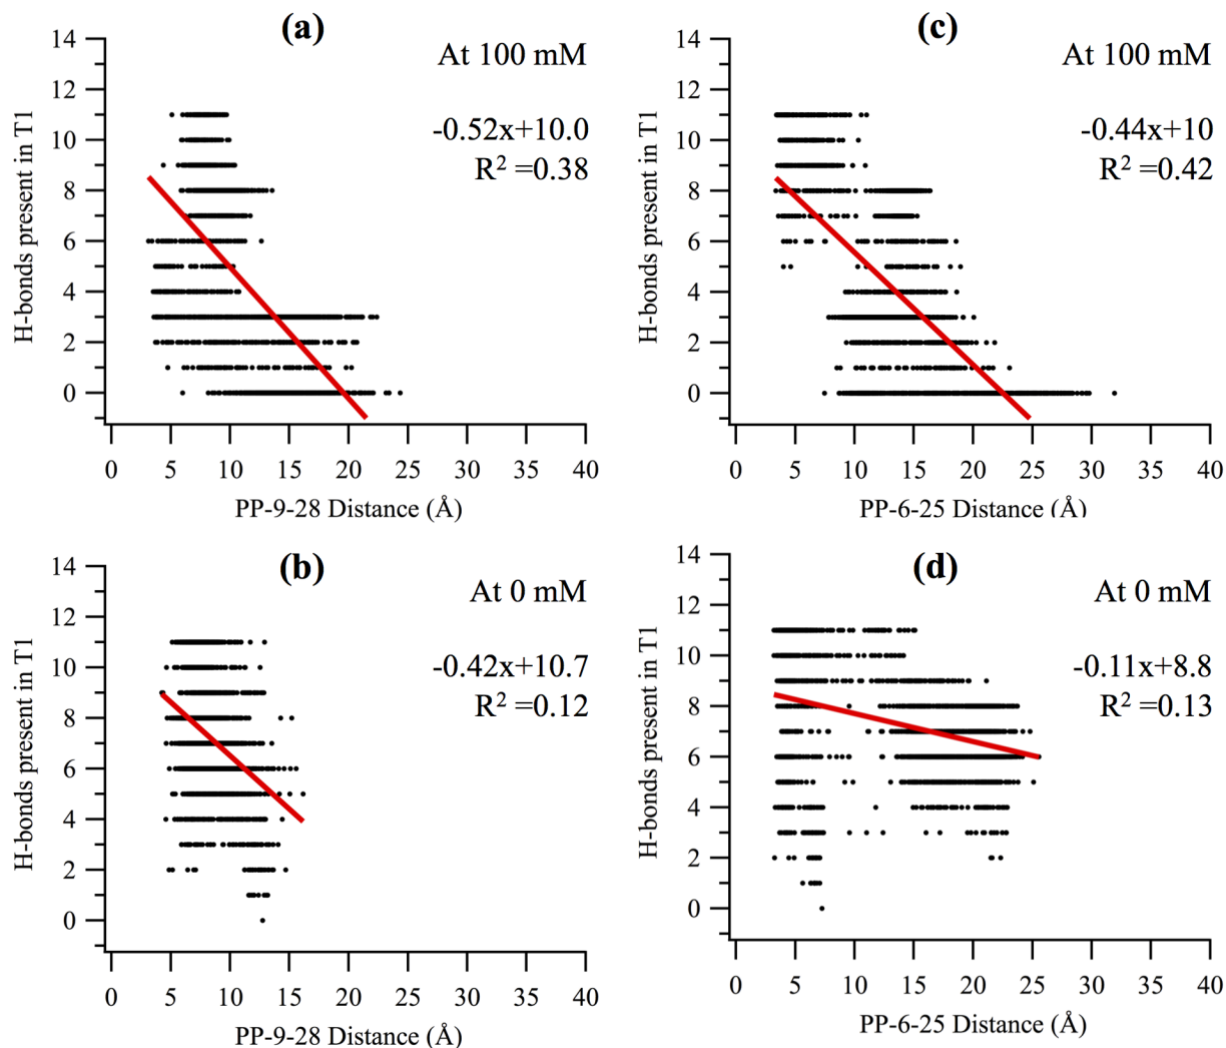 (a)
At 100 mM
-0.52x+10.0
R² =0.38
H-bonds present in T1
14
12
10
8
6
4
2
0
0 5 10 15 20 25 30 35 40
PP-9-28 Distance (Å)
(c)
At 100 mM
-0.44x+10
R² =0.42
H-bonds present in T1
14
12
10
8
6
4
2
0
0 5 10 15 20 25 30 35 40
PP-6-25 Distance (Å)
(b)
At 0 mM
-0.42x+10.7
R² =0.12
H-bonds present in T1
14
12
10
8
6
4
2
0
0 5 10 15 20 25 30 35 40
PP-9-28 Distance (Å)
(d)
At 0 mM
-0.11x+8.8
R² =0.13
H-bonds present in T1
14
12
10
8
6
4
2
0
0 5 10 15 20 25 30 35 40
PP-6-25 Distance (Å)